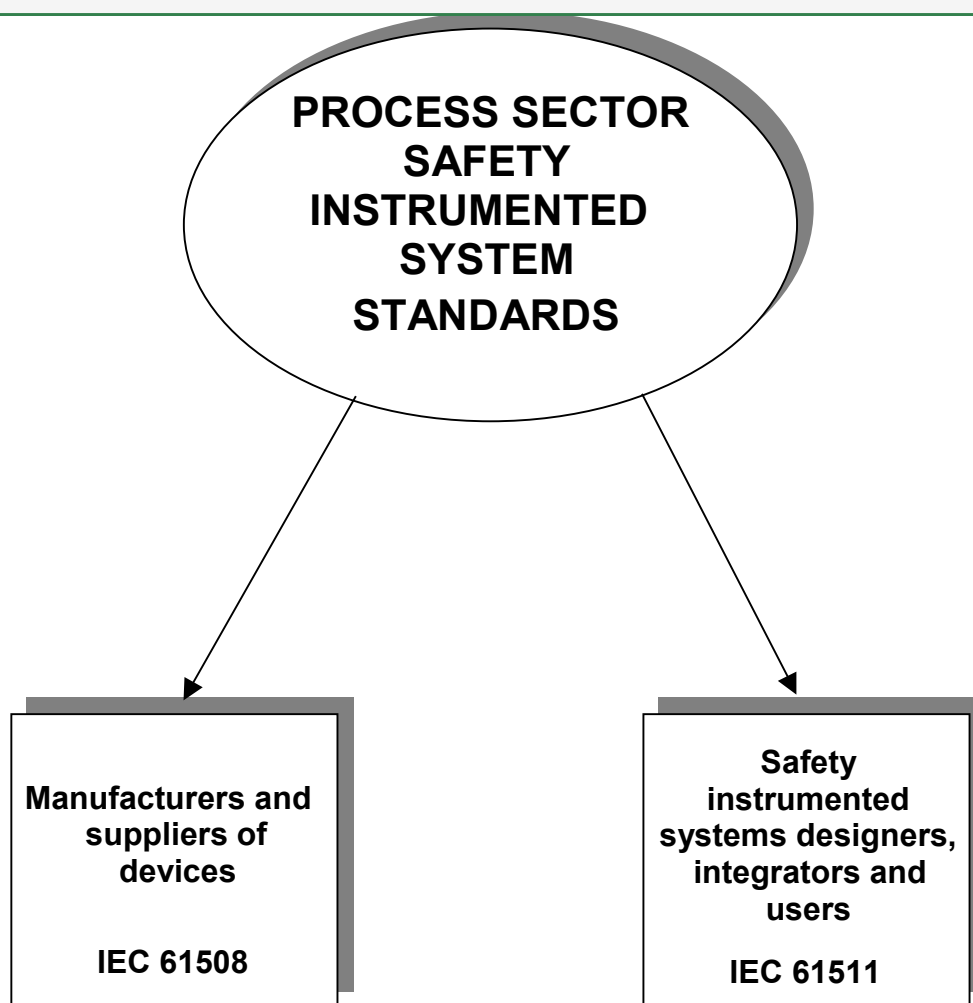 PROCESS SECTOR
SAFETY
INSTRUMENTED
SYSTEM
STANDARDS
Manufacturers and
suppliers of
devices
IEC 61508
Safety
instrumented
systems designers,
integrators and
users
IEC 61511